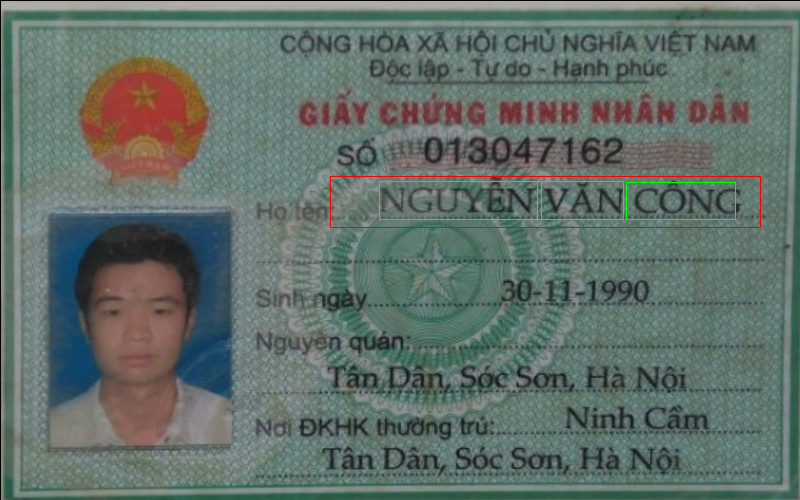 CỘNG HÒA XÃ HỘI CHỦ NGHĨA VIỆT NAM
Độc lập - Tự do - Hạnh phúc
GIẤY CHỨNG MINH NHÂN DÂN
SỐ 013047162
Họ tên: NGUYỄN VĂN CÔNG
Sinh ngày 30-11-1990
Nguyên quán:
Tân Dân, Sóc Sơn, Hà Nội
Nơi ĐKHK thường trú: Ninh Cầm
Tân Dân, Sóc Sơn, Hà Nội